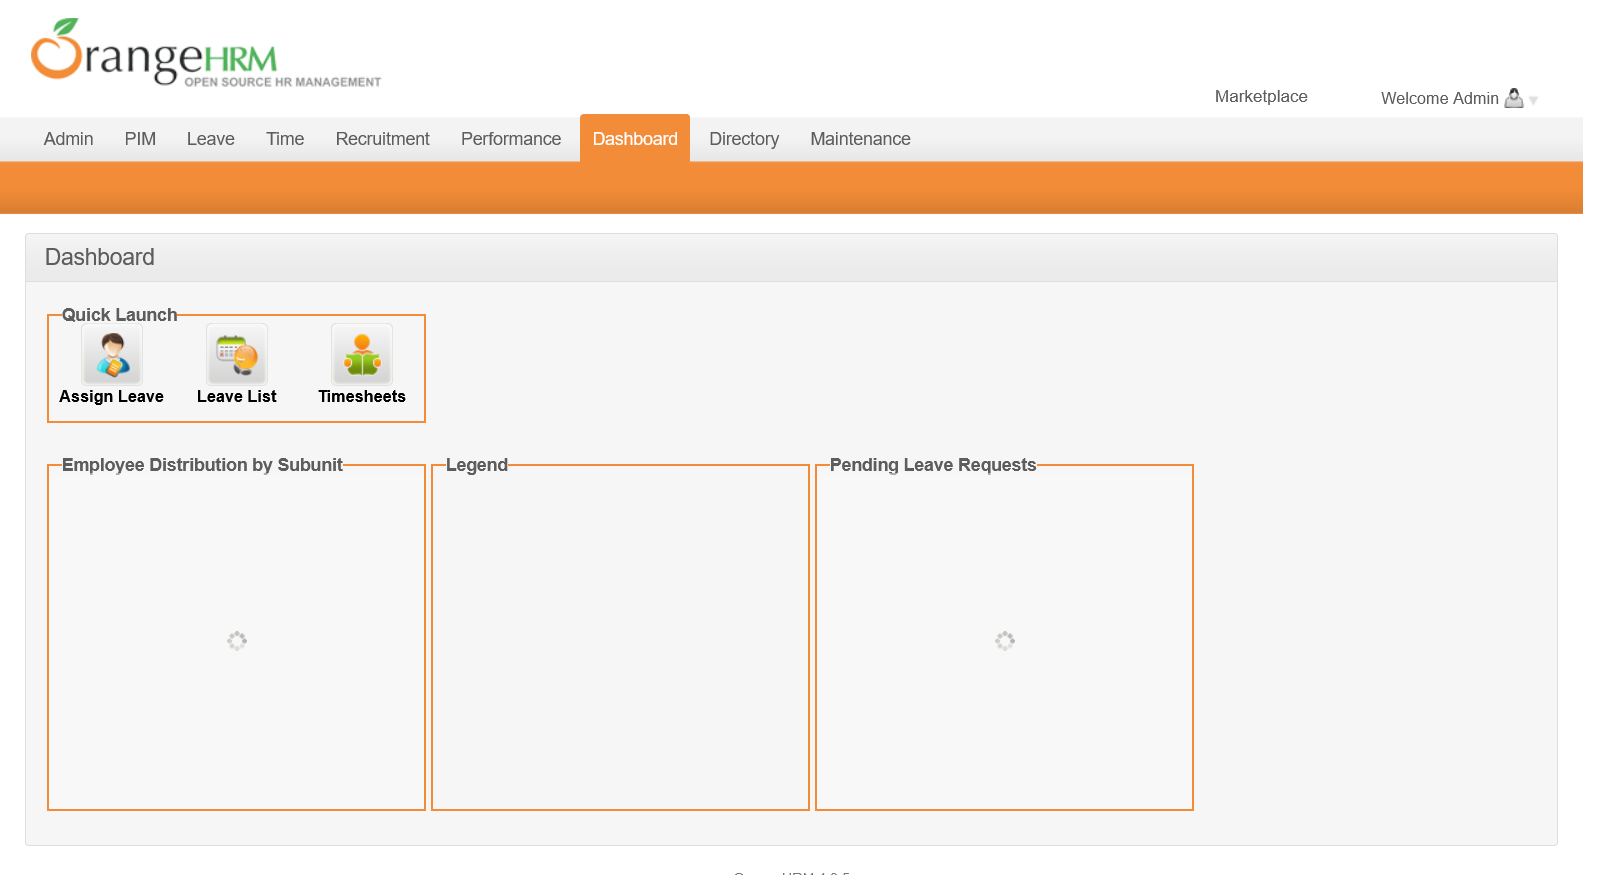 OrangeHRM
OPEN SOURCE HR MANAGEMENT
Marketplace
Welcome Admin
Admin PIM Leave Time Recruitment Performance Dashboard Directory Maintenance
Dashboard
Quick Launch
Assign Leave Leave List Timesheets
Employee Distribution by Subunit Legend Pending Leave Requests